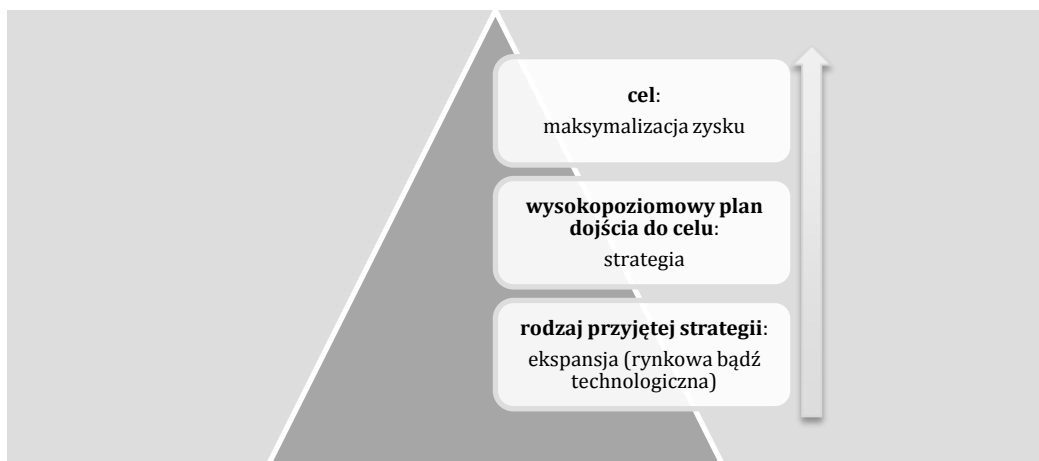 cel:
maksymalizacja zysku
wysokopoziomowy plan
dojścia do celu:
strategia
rodzaj przyjętej strategii:
ekspansja (rynkowa bądź
technologiczna)